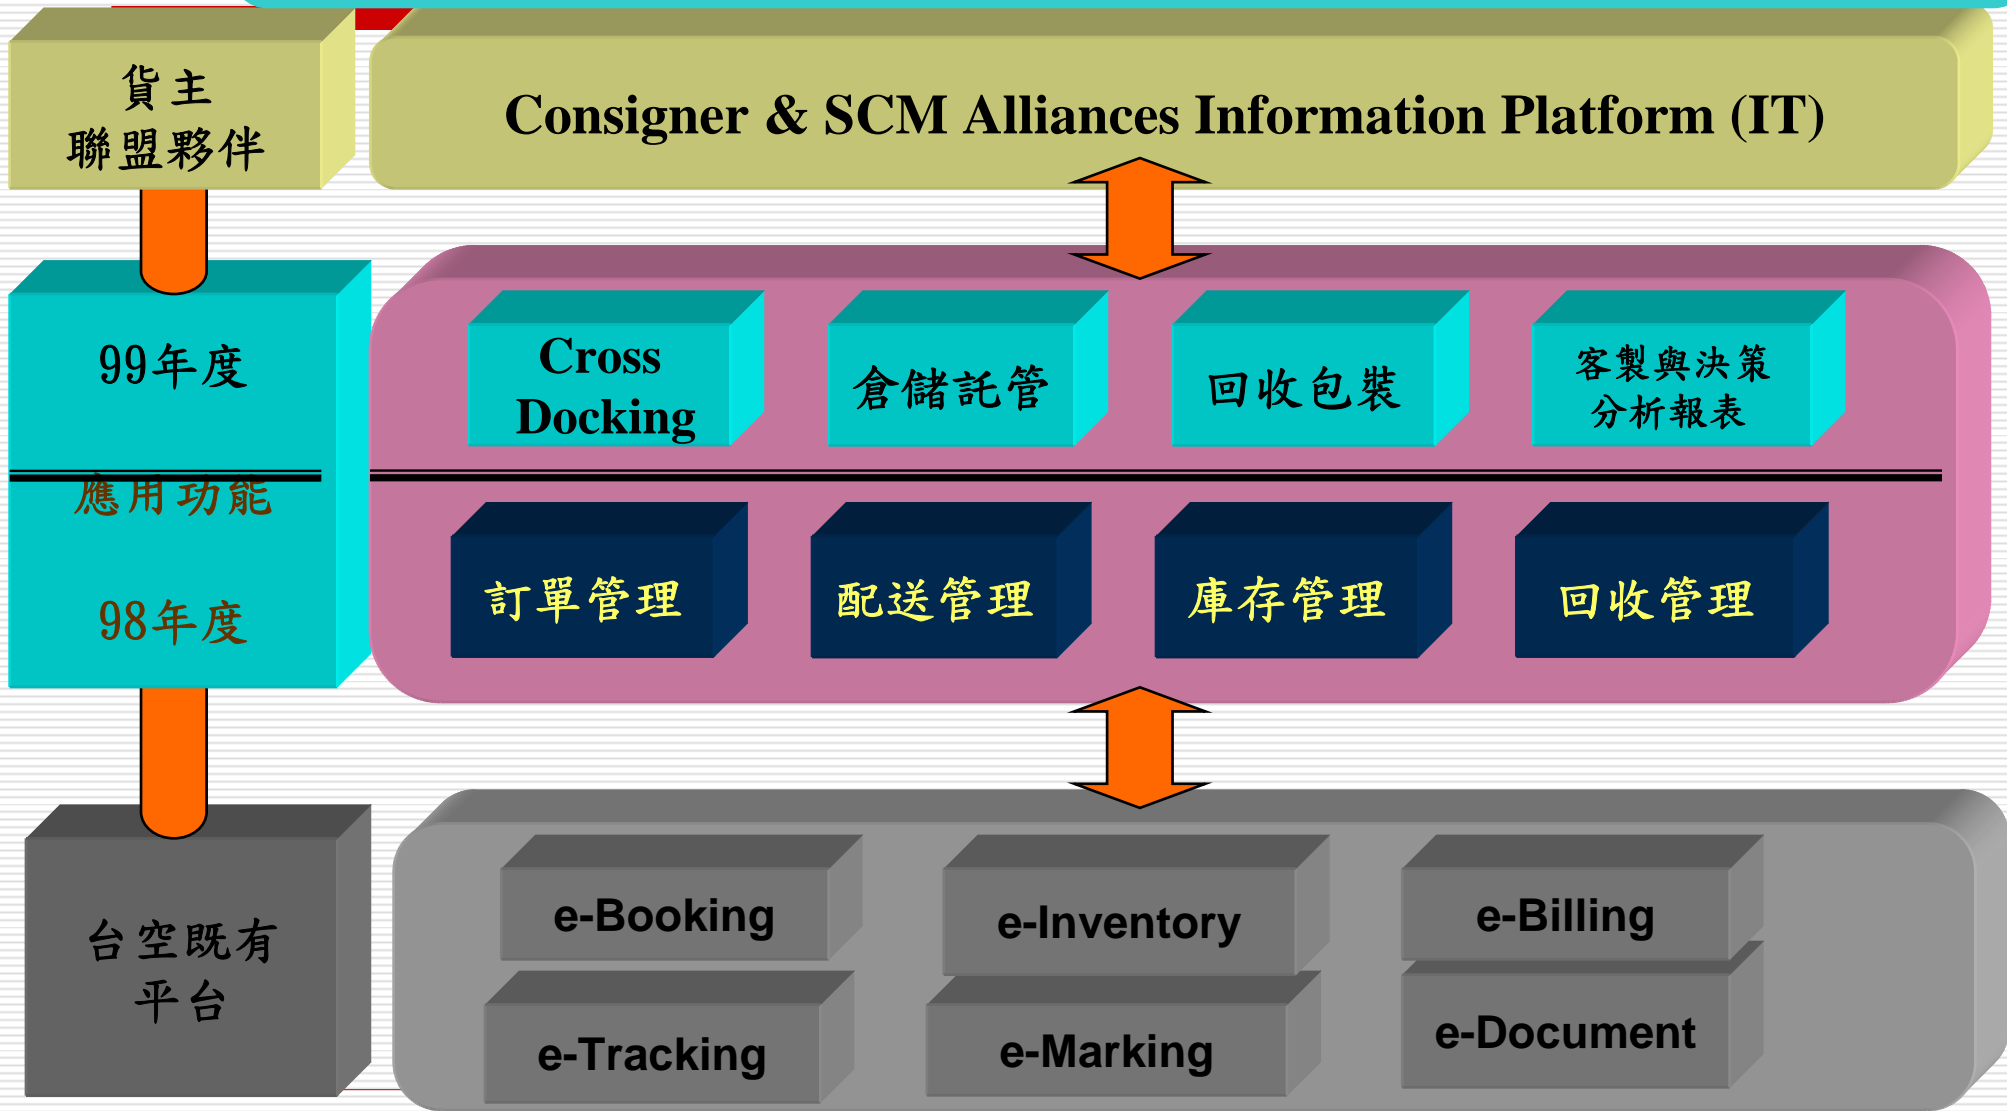 貨主
聯盟夥伴
Consigner & SCM Alliances Information Platform (IT)
99年度
應用功能
98年度
Cross
Docking
倉儲託管
回收包裝
客製與決策
分析報表
訂單管理
配送管理
庫存管理
回收管理
台空既有
平台
e-Booking
e-Inventory
e-Billing
e-Tracking
e-Marking
e-Document